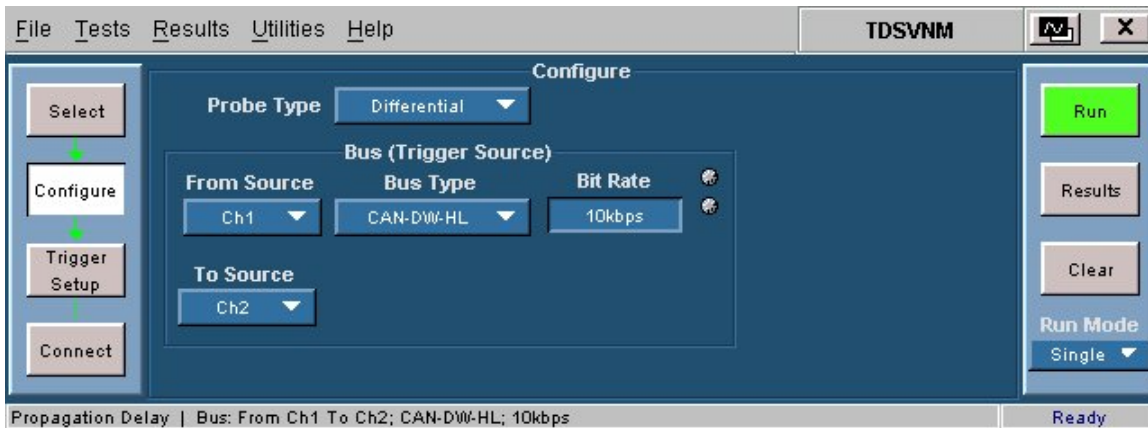 File Tests Results Utilities Help TDSVNM
Configure
Select
Probe Type Differential
Run
Bus (Trigger Source)
Configure
From Source Bus Type Bit Rate
Results
Ch1 CAN-DW-HL 10kbps
Trigger
Setup
To Source
Clear
Ch2
Connect
Run Mode
Single
Propagation Delay | Bus: From Ch1 To Ch2; CAN-DW-HL; 10kbps Ready